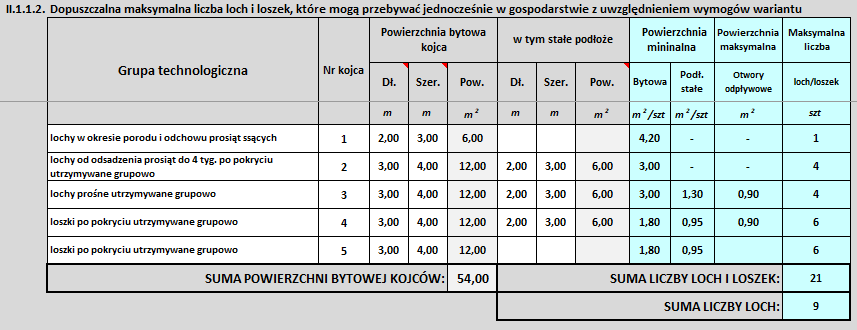 II.1.1.2. Dopuszczalna maksymalna liczba loch i loszek, które mogą przebywać jednocześnie w gospodarstwie z uwzględnieniem wymogów wariantu
Grupa technologiczna Nr kojca Powierzchnia bytowa kojca w tym stałe podłoże Powierzchnia mininalna Powierzchnia maksymalna Maksymalna liczba
Dł. Szer. Pow. Dł. Szer. Pow. Bytowa Podł. stałe Otwory odpływowe loch/loszek
m m m² m m m² m²/szt m²/szt m² szt
lochy w okresie porodu i odchowu prosiąt ssących 1 2,00 3,00 6,00 4,20 - - 1
lochy od odsadzenia prosiąt do 4 tyg. po pokryciu utrzymywane grupowo 2 3,00 4,00 12,00 2,00 3,00 6,00 3,00 - - 4
lochy prośne utrzymywane grupowo 3 3,00 4,00 12,00 2,00 3,00 6,00 3,00 1,30 0,90 4
loszki po pokryciu utrzymywane grupowo 4 3,00 4,00 12,00 2,00 3,00 6,00 1,80 0,95 0,90 6
loszki po pokryciu utrzymywane grupowo 5 3,00 4,00 12,00 1,80 0,95 6
SUMA POWIERZCHNI BYTOWEJ KOJCÓW: 54,00 SUMA LICZBY LOCH I LOSZEK: 21
SUMA LICZBY LOCH: 9